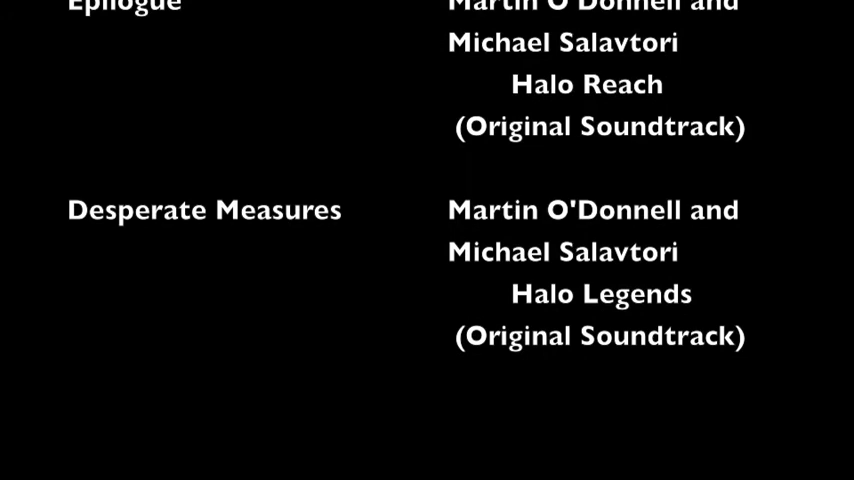 Epilogue Martin O'Donnell and
Michael Salavtori
Halo Reach
(Original Soundtrack)
Desperate Measures Martin O'Donnell and
Michael Salavtori
Halo Legends
(Original Soundtrack)